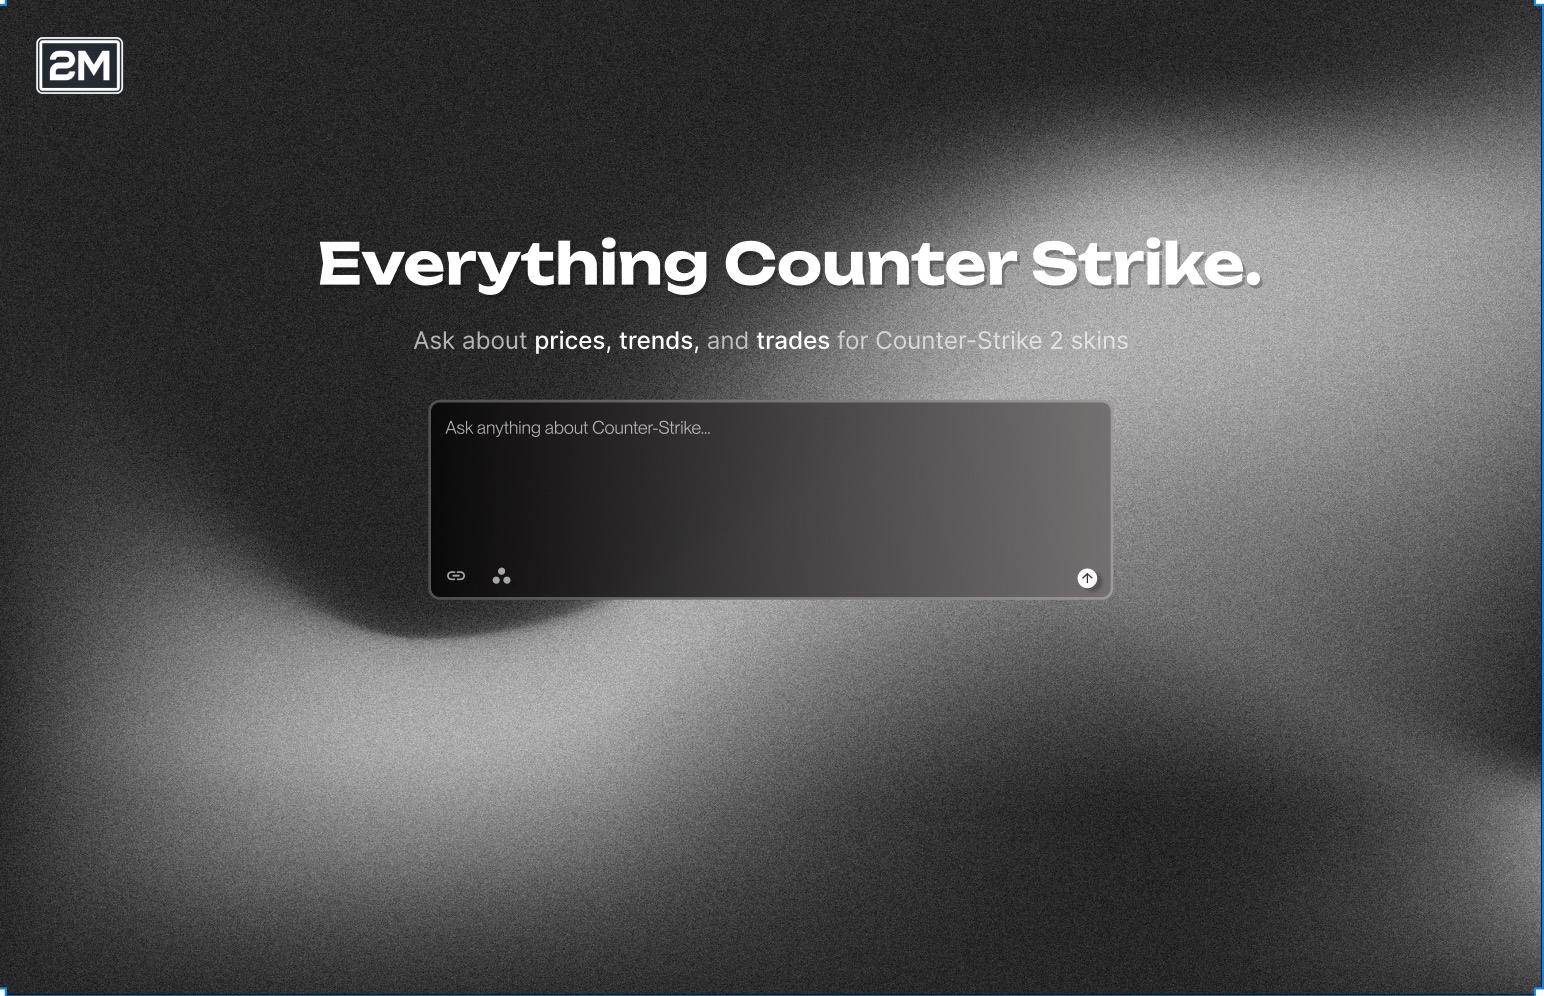 2M
Everything Counter Strike.
Ask about prices, trends, and trades for Counter-Strike 2 skins
Ask anything about Counter-Strike...